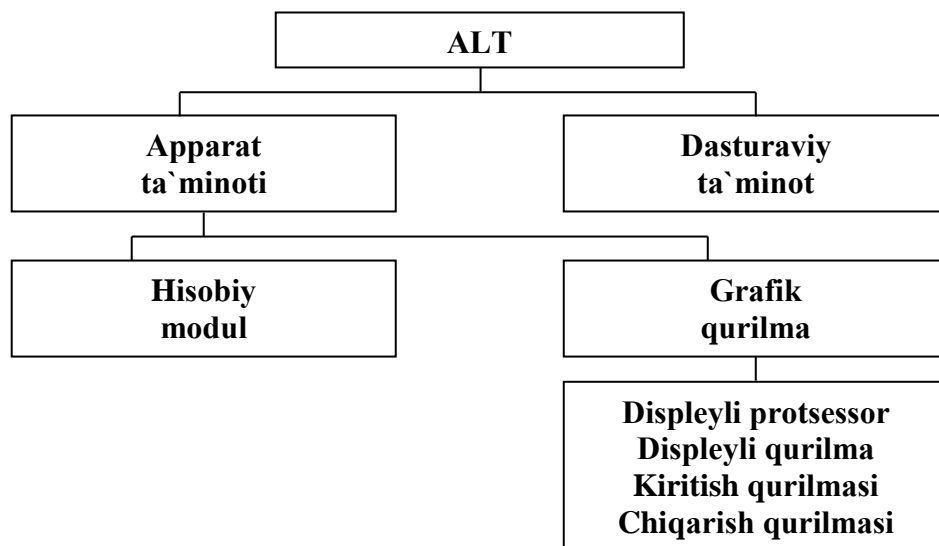 ALT
Apparat
ta`minoti
Dasturaviy
ta`minot
Hisobiy
modul
Grafik
qurilma
Displeyli protsessor
Displeyli qurilma
Kiritish qurilmasi
Chiqarish qurilmasi